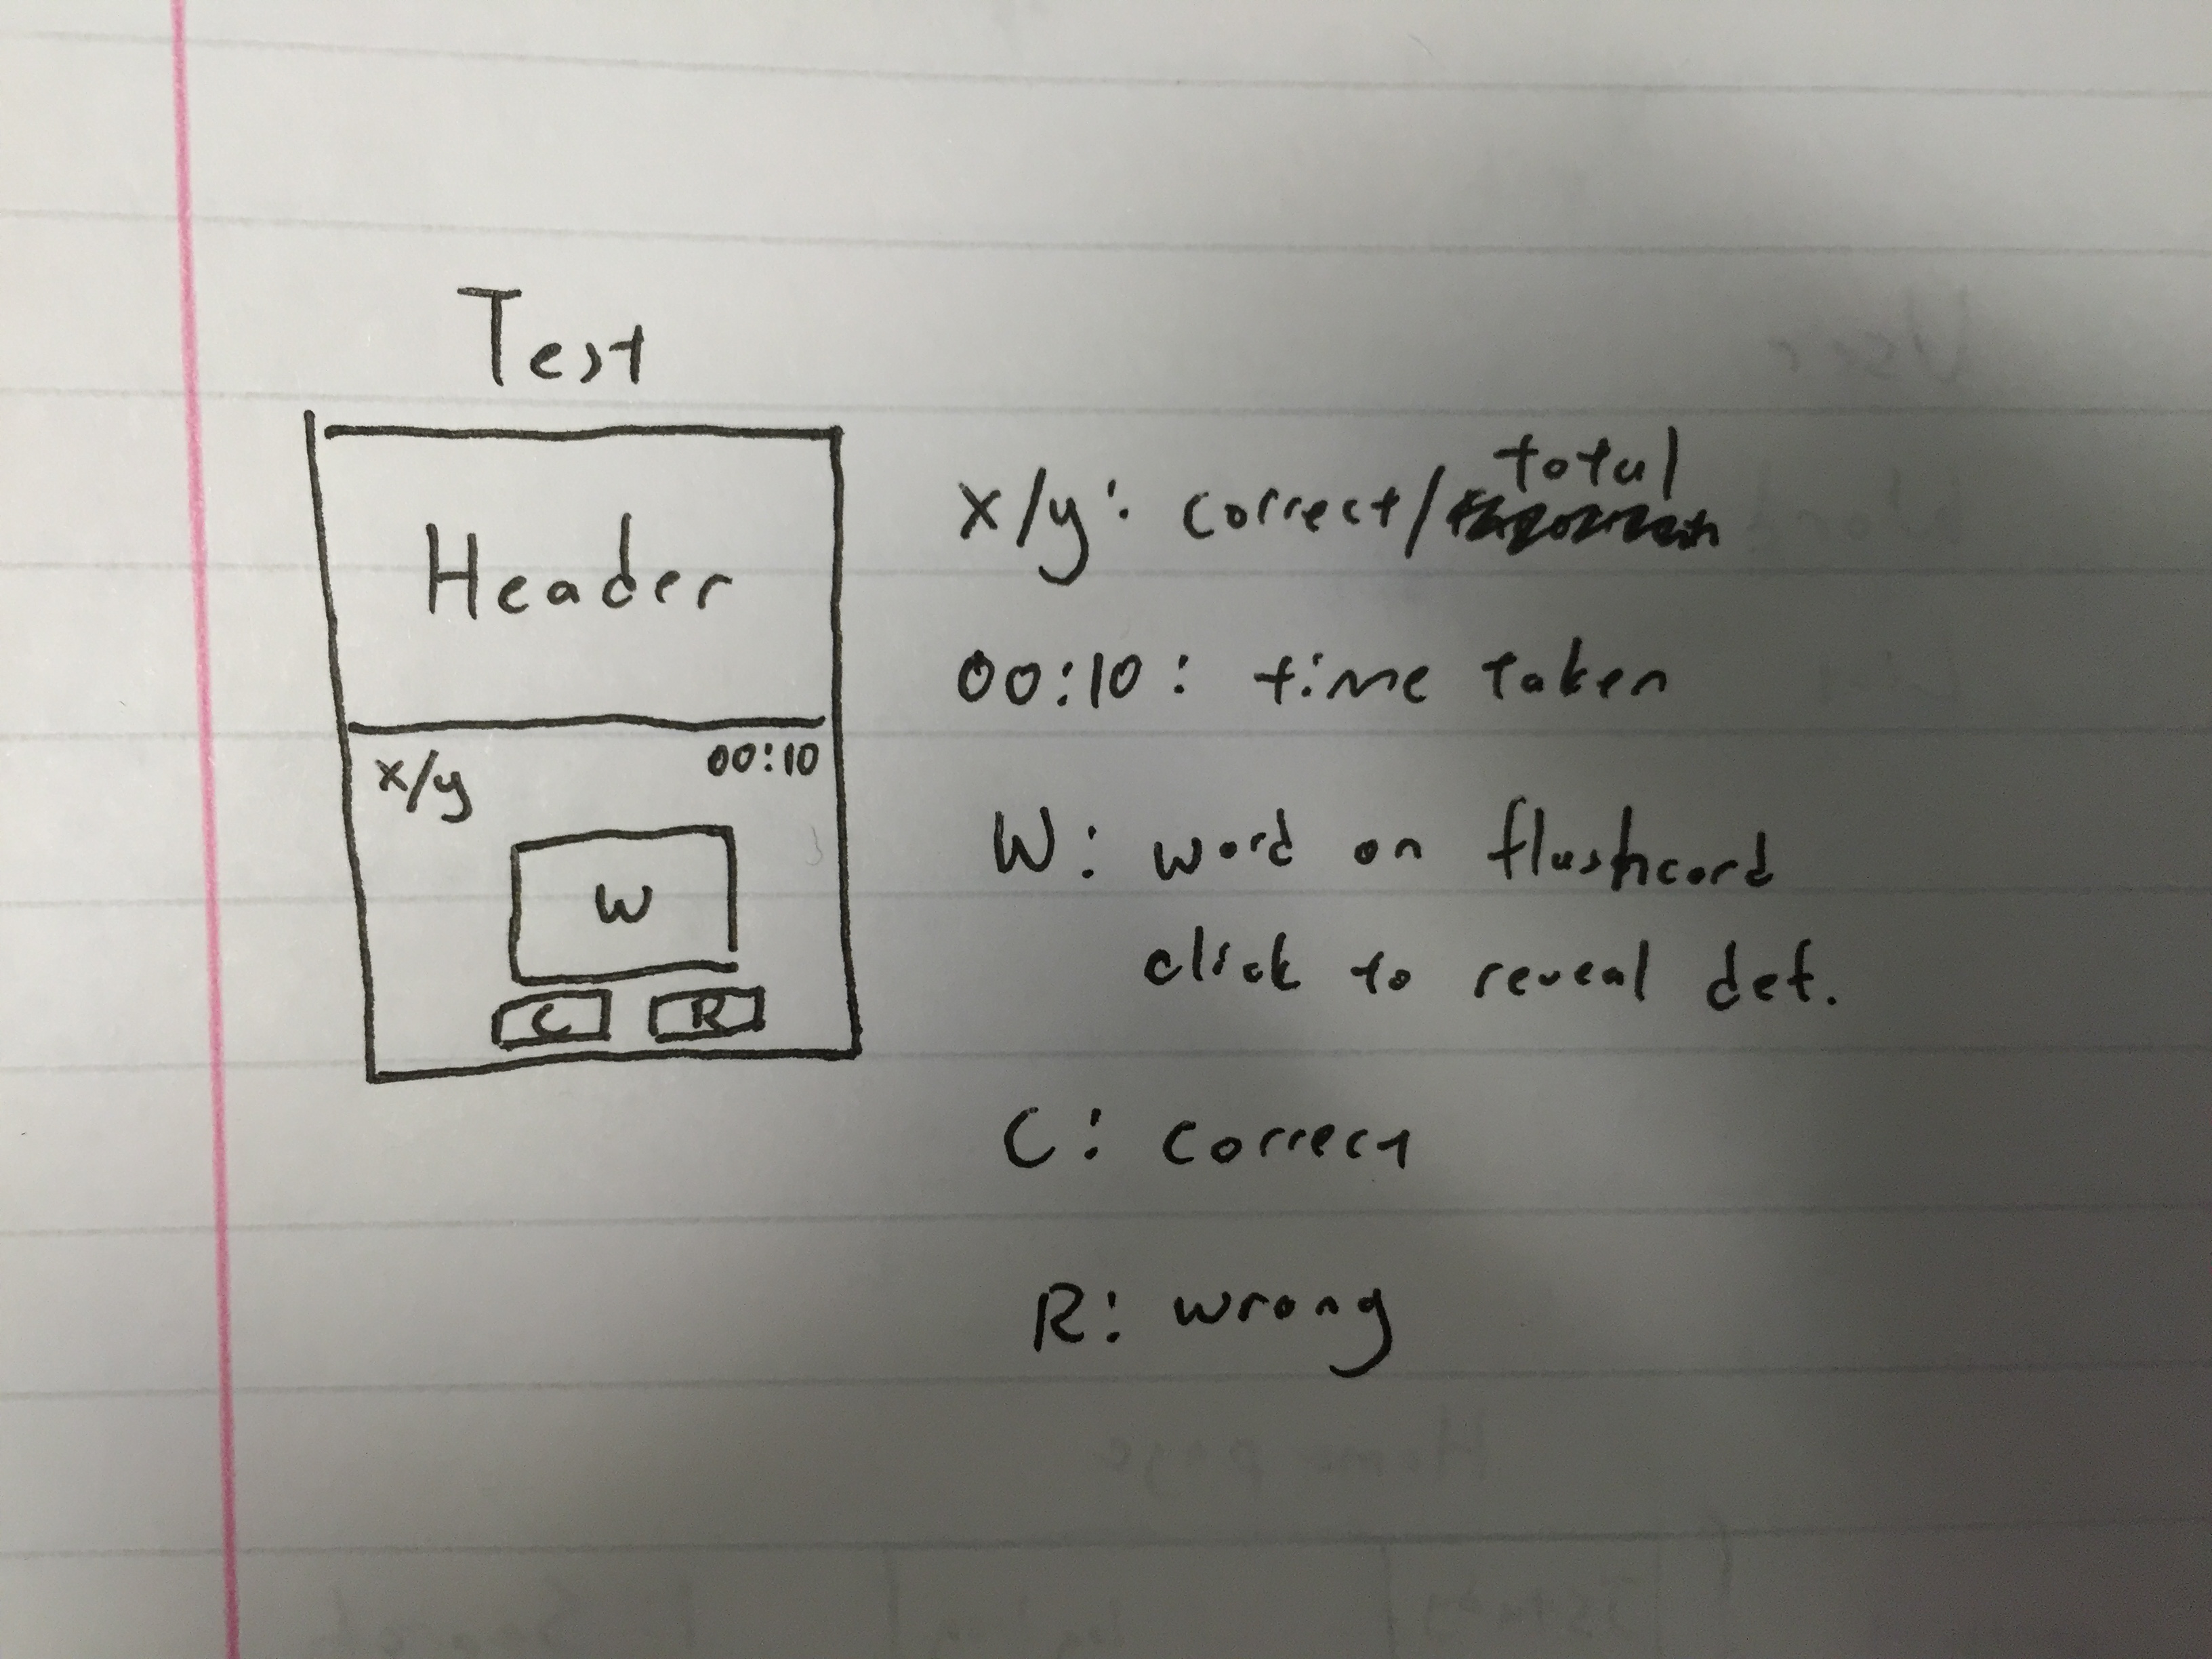 Test
Header
x/y
00:10
W
C
R
x/y: correct/total
00:10: time taken
W: word on flashcard
click to reveal def.
C: correct
R: wrong